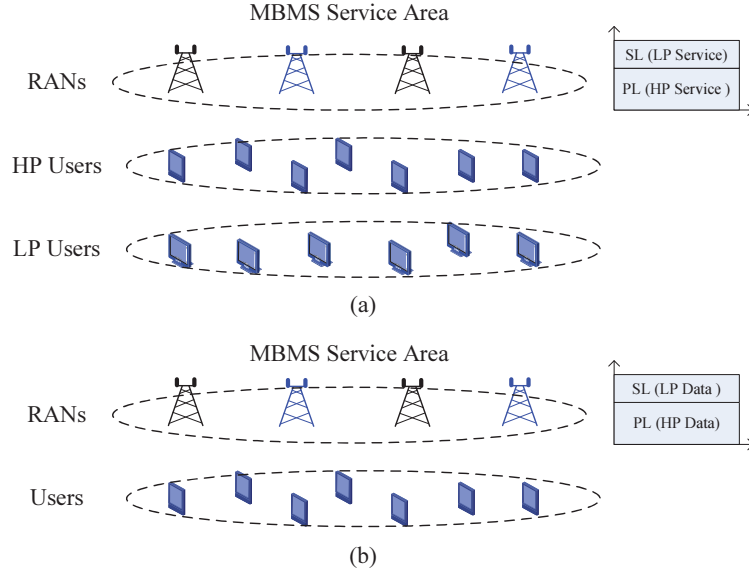 MBMS Service Area
RANs
SL (LP Service)
PL (HP Service )
HP Users
LP Users
(a)
MBMS Service Area
RANs
SL (LP Data )
PL (HP Data)
Users
(b)